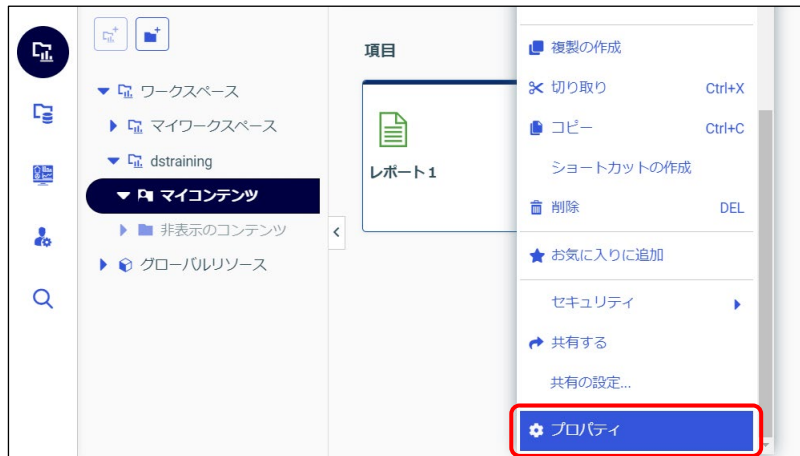 項目
ワークスペース
マイワークスペース
dstraining
マイコンテンツ
非表示のコンテンツ
グローバルリソース
レポート1
複製の作成
切り取り Ctrl+X
コピー Ctrl+C
ショートカットの作成
削除 DEL
お気に入りに追加
セキュリティ
共有する
共有の設定...
プロパティ